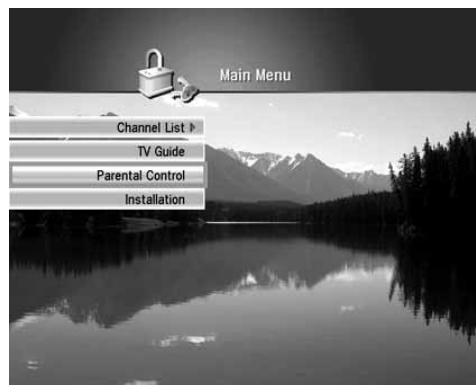 Main Menu
Channel List
TV Guide
Parental Control
Installation